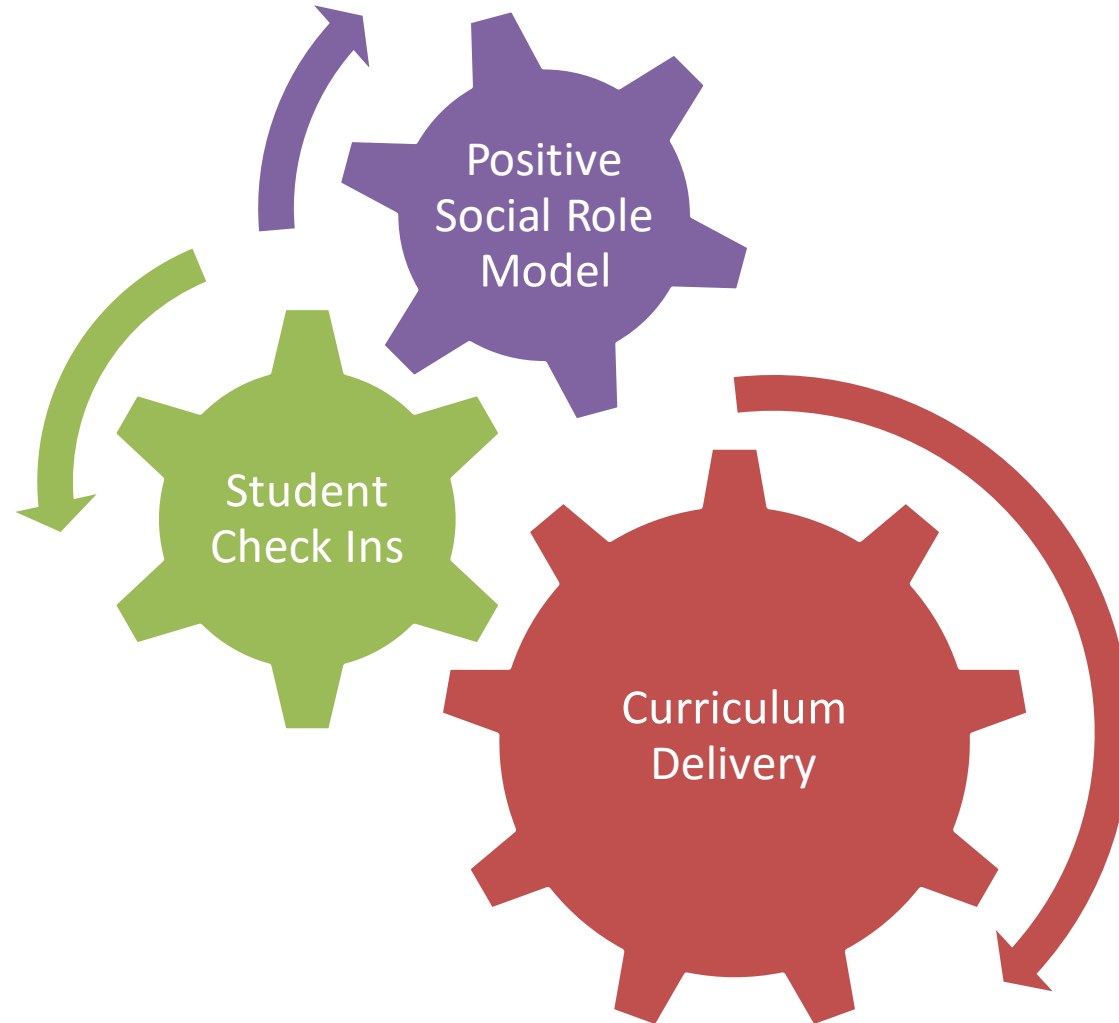 Positive
Social Role
Model
Student
Check Ins
Curriculum
Delivery